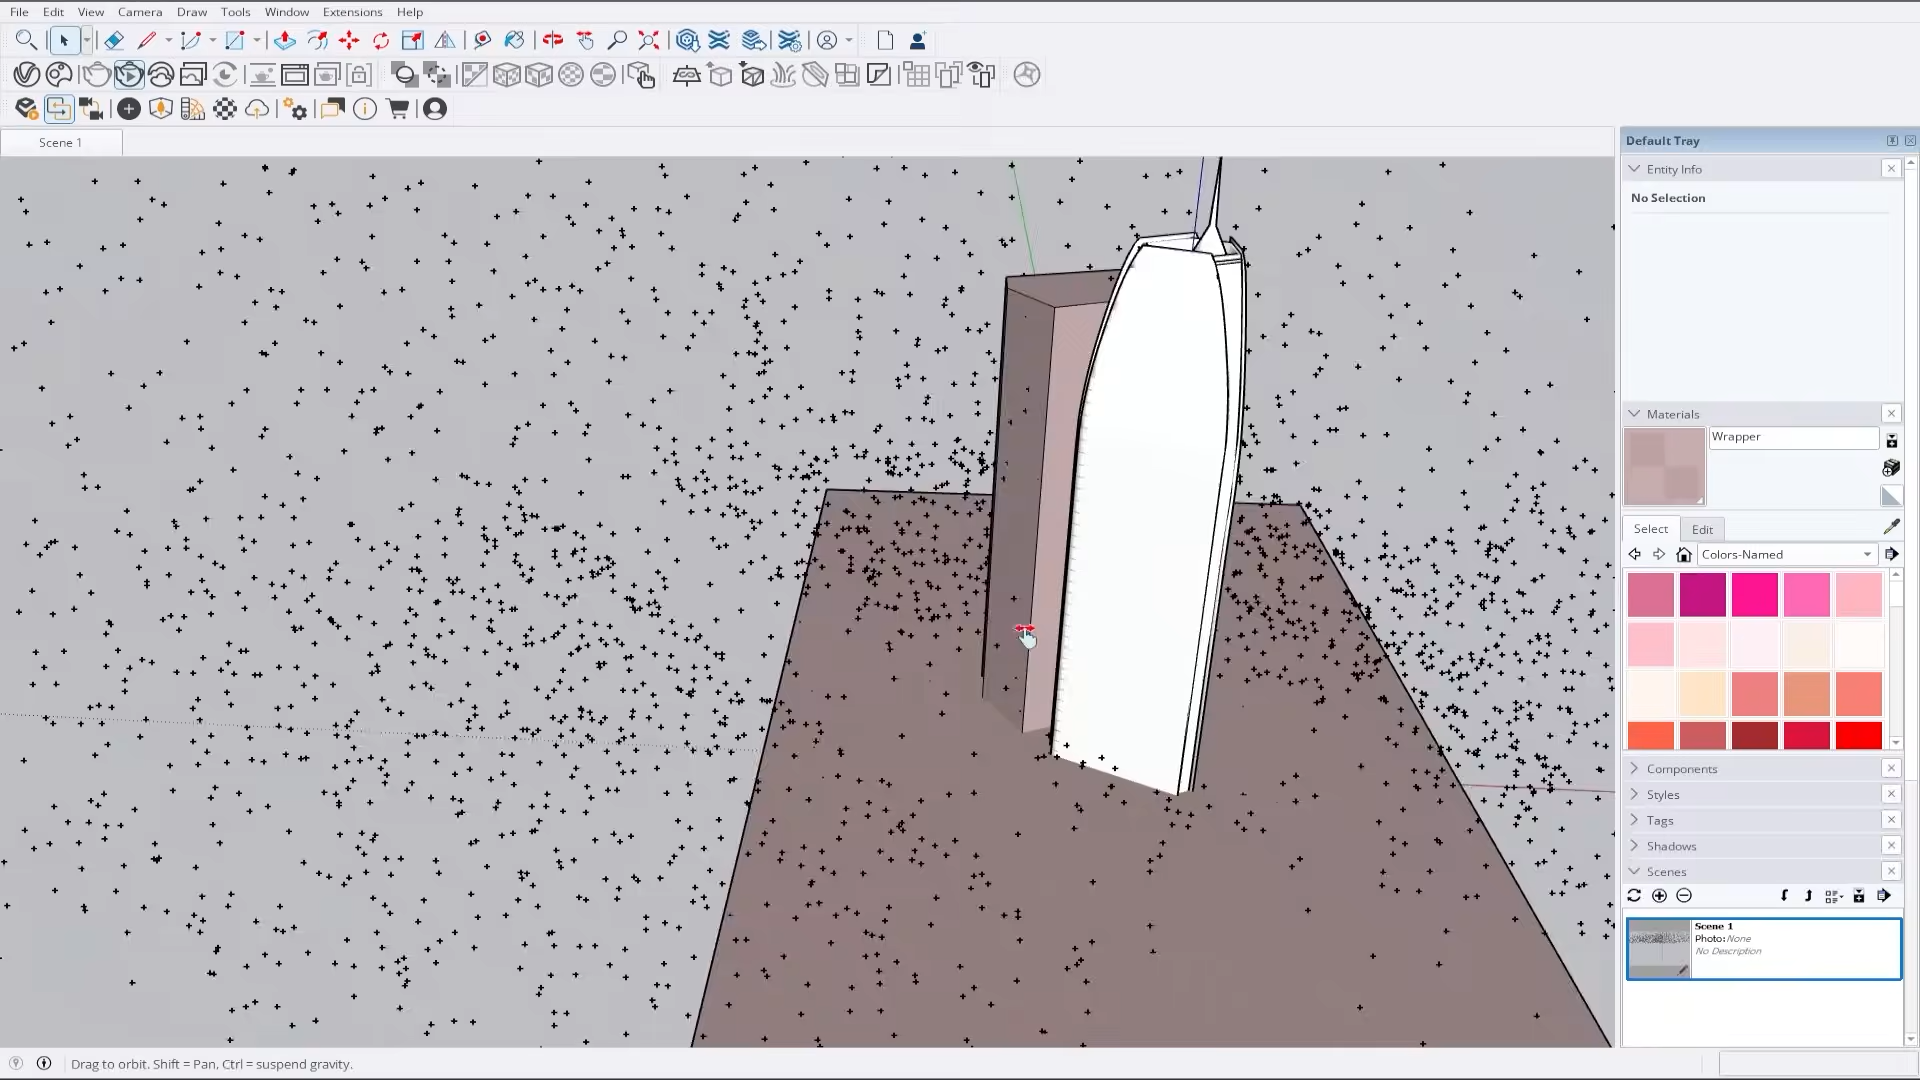 File Edit View Camera Draw Tools Window Extensions Help
Scene 1
Default Tray
Entity Info
No Selection
Materials
Wrapper
Select Edit
Colors-Named
Components
Styles
Tags
Shadows
Scenes
Scene 1
Photo: None
No Description
Drag to orbit. Shift = Pan, Ctrl = suspend gravity.